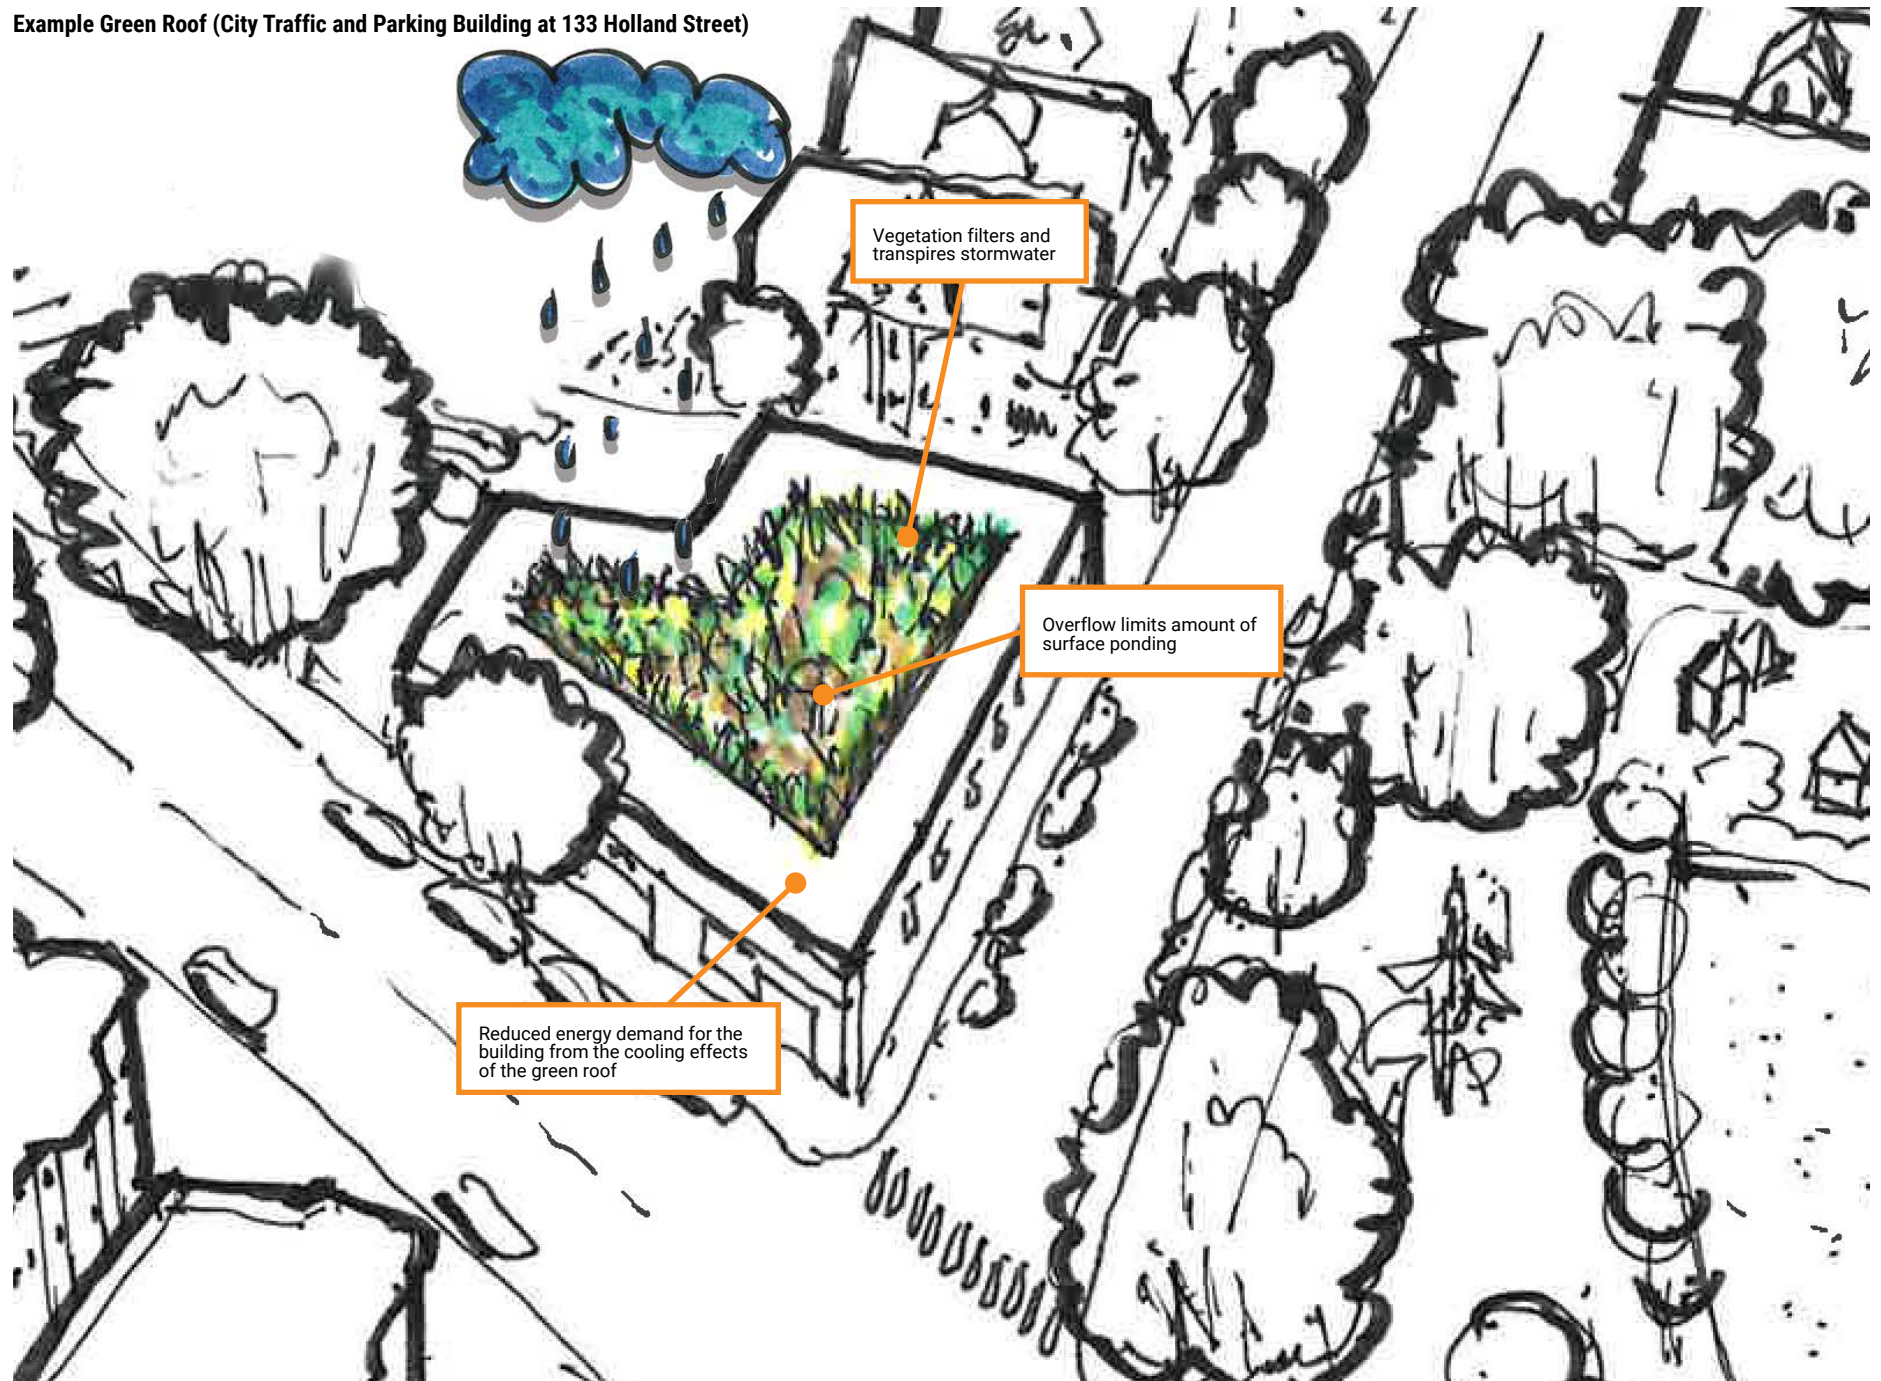 Example Green Roof (City Traffic and Parking Building at 133 Holland Street)
Vegetation filters and
transpires stormwater
Overflow limits amount of
surface ponding
Reduced energy demand for the
building from the cooling effects
of the green roof